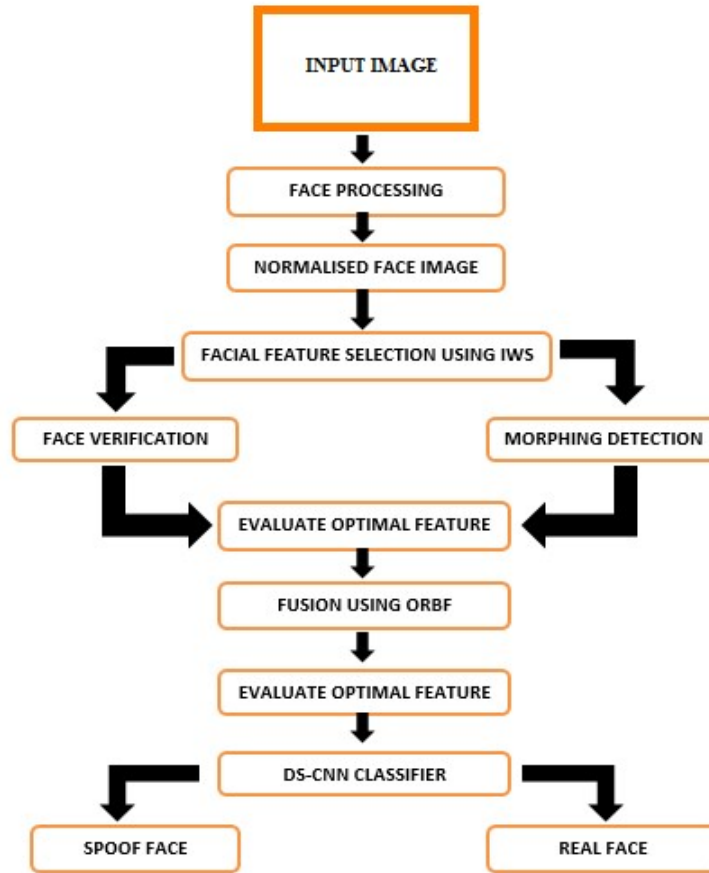 INPUT IMAGE
FACE PROCESSING
NORMALISED FACE IMAGE
FACIAL FEATURE SELECTION USING IWS
FACE VERIFICATION
MORPHING DETECTION
EVALUATE OPTIMAL FEATURE
FUSION USING ORBF
EVALUATE OPTIMAL FEATURE
DS-CNN CLASSIFIER
SPOOF FACE
REAL FACE